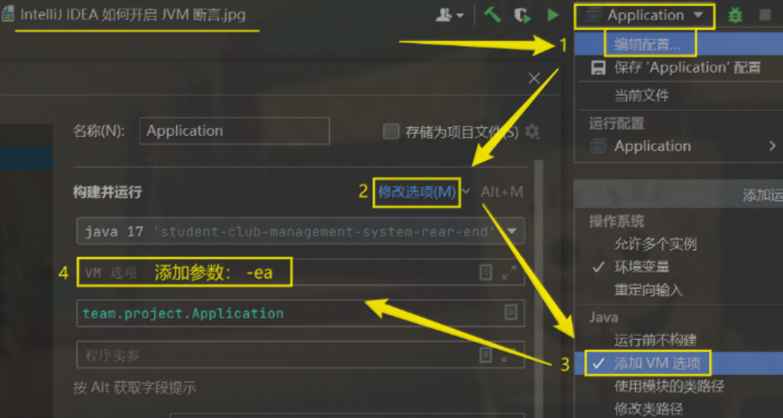 IntelliJ IDEA 如何开启 JVM 断言.jpg
Application
1
编辑配置...
保存 'Application' 配置
当前文件
运行配置
Application
名称(N):
Application
存储为项目文件(S)
构建并运行
2
修改选项(M)
Alt+M
添加运
java 17 'student-club-management-system-rear-end'
操作系统
允许多个实例
环境变量
重定向输入
4
VM 选项
添加参数: -ea
team.project.Application
Java
运行前不构建
程序实参
3
添加 VM 选项
按 Alt 获取字段提示
使用模块的类路径
修改类路径